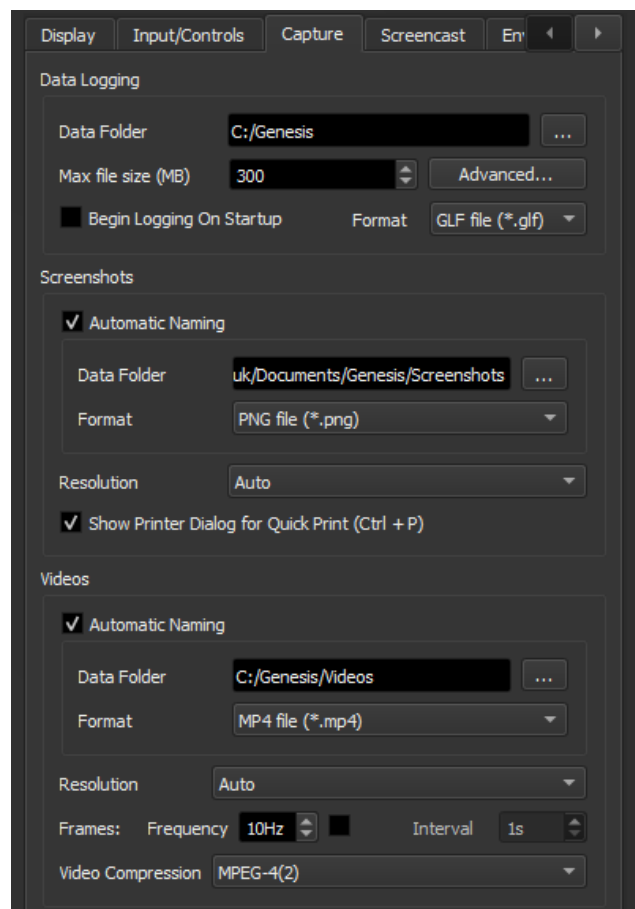 Display Input/Controls Capture Screencast
Data Logging
Data Folder C:/Genesis ...
Max file size (MB) 300 Advanced...
Begin Logging On Startup Format GLF file (*.glf)
Screenshots
Automatic Naming
Data Folder uk/Documents/Genesis/Screenshots ...
Format PNG file (*.png)
Resolution Auto
Show Printer Dialog for Quick Print (Ctrl + P)
Videos
Automatic Naming
Data Folder C:/Genesis/Videos ...
Format MP4 file (*.mp4)
Resolution Auto
Frames: Frequency 10Hz Interval 1s
Video Compression MPEG-4(2)